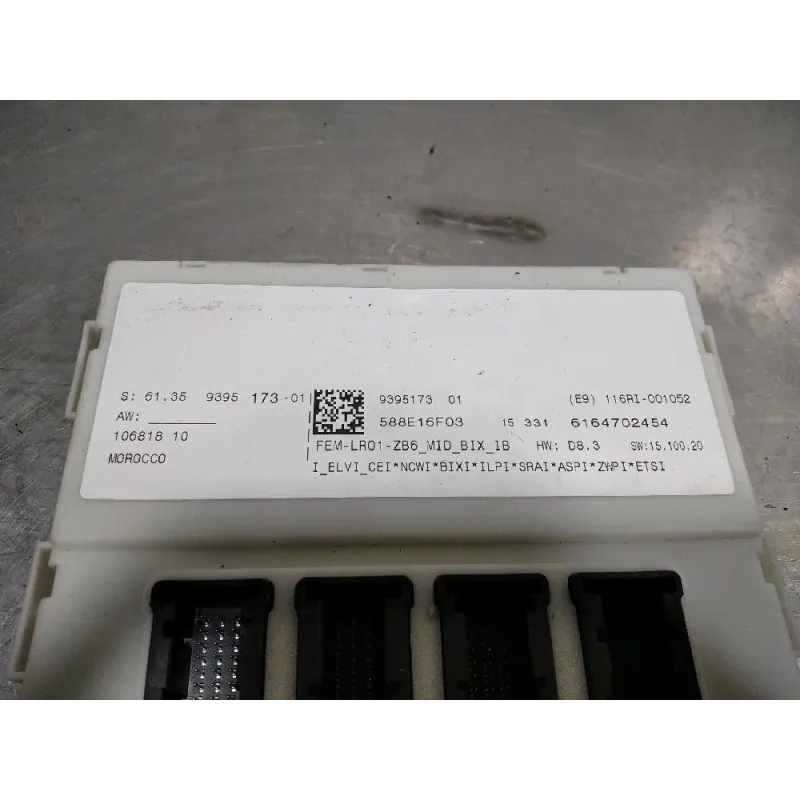 S: 61.35 9395 173-01
AW:
106818 10
MOROCCO
9395173 01 (E9) 116RI-001052
588E16F03 15 331 6164702454
FEM-LR01-ZB6_MID_BIX_IB HW: D8.3 SW:15.100.20
I_ELVI_CEI*NCWI*BIXI*ILPI*SRAI*ASPI*ZWPI*ETSI